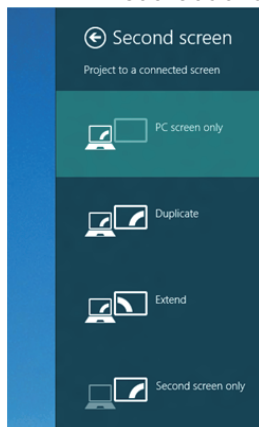 Second screen
Project to a connected screen
PC screen only
Duplicate
Extend
Second screen only